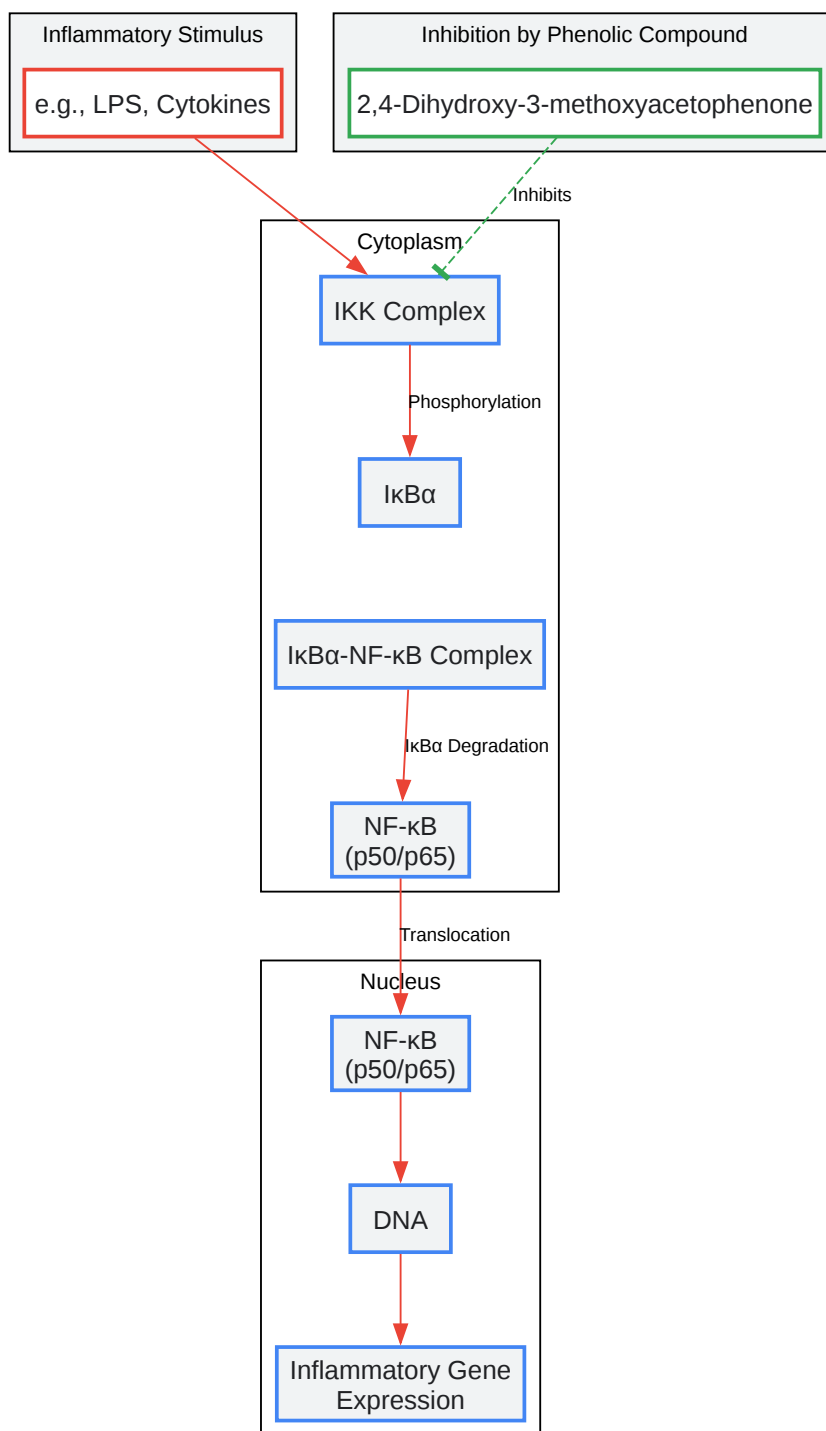 Inflammatory Stimulus
e.g., LPS, Cytokines
Inhibition by Phenolic Compound
2,4-Dihydroxy-3-methoxyacetophenone
Inhibits
Cytoplasm
IKK Complex
Phosphorylation
IκBα
IκBα-NF-κB Complex
IκBα Degradation
NF-κB
(p50/p65)
Translocation
Nucleus
NF-κB
(p50/p65)
DNA
Inflammatory Gene
Expression